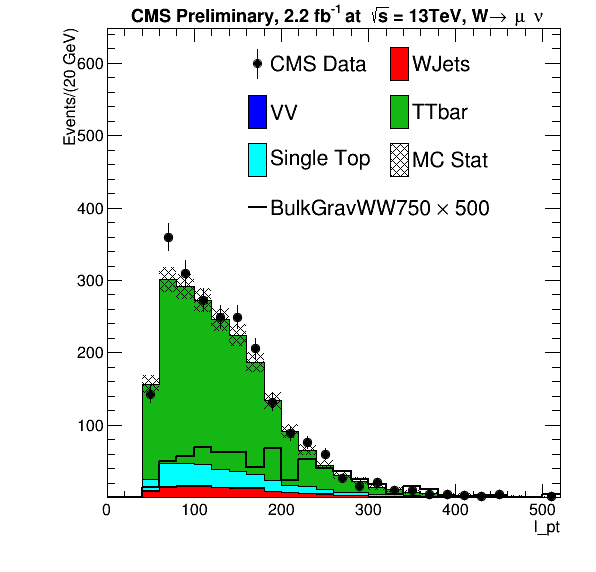 CMS Preliminary, 2.2 fb⁻¹ at √s = 13TeV, W→ μ ν
Events/(20 GeV)
600
500
400
300
200
100
CMS Data
WJets
VV
TTbar
Single Top
MC Stat
BulkGravWW750 × 500
0 100 200 300 400 500
l_pt